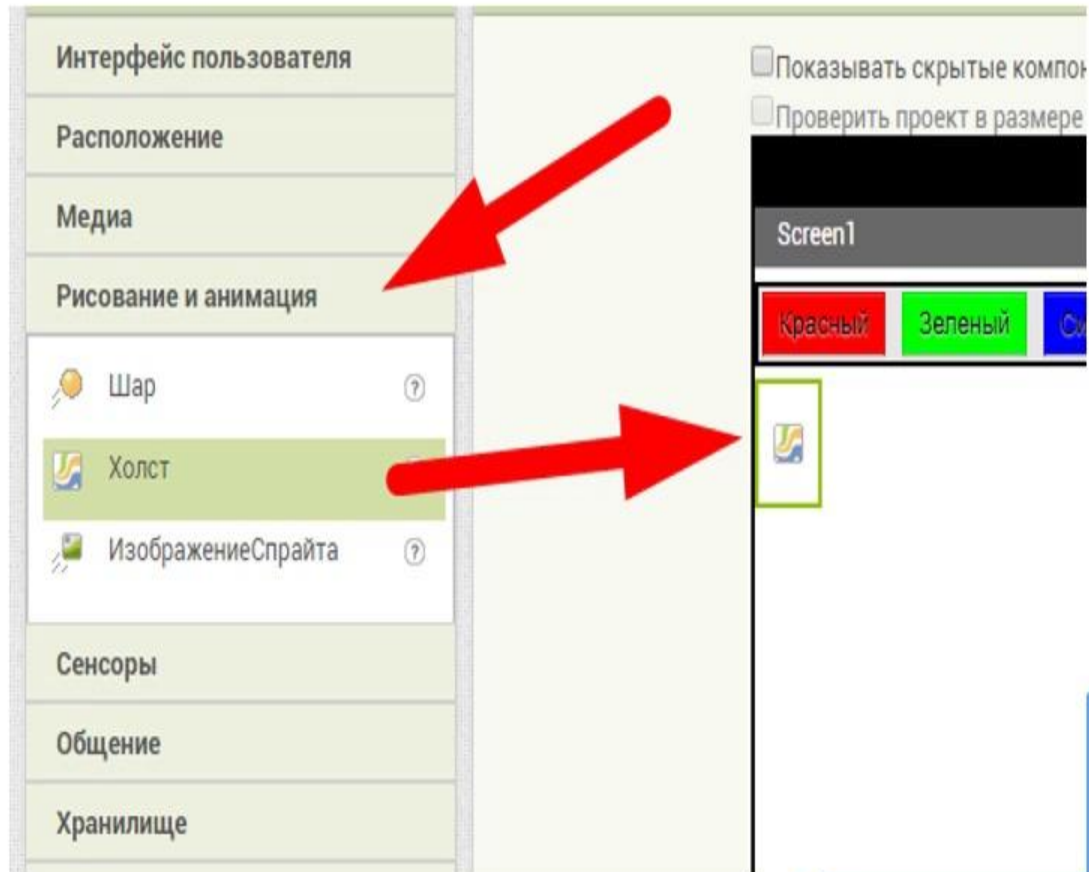 Интерфейс пользователя
Расположение
Медиа
Рисование и анимация
Шар
?
Холст
ИзображениеСпрайта
?
Сенсоры
Общение
Хранилище
Показывать скрытые компон
Проверить проект в размере
Screen1
Красный
Зеленый
Си